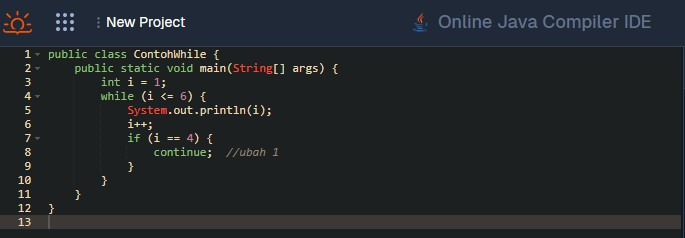 New Project
Online Java Compiler IDE
1 public class ContohWhile {
2     public static void main(String[] args) {
3         int i = 1;
4         while (i <= 6) {
5             System.out.println(i);
6             i++;
7             if (i == 4) {
8                 continue;  //ubah 1
9             }
10         }
11     }
12 }
13